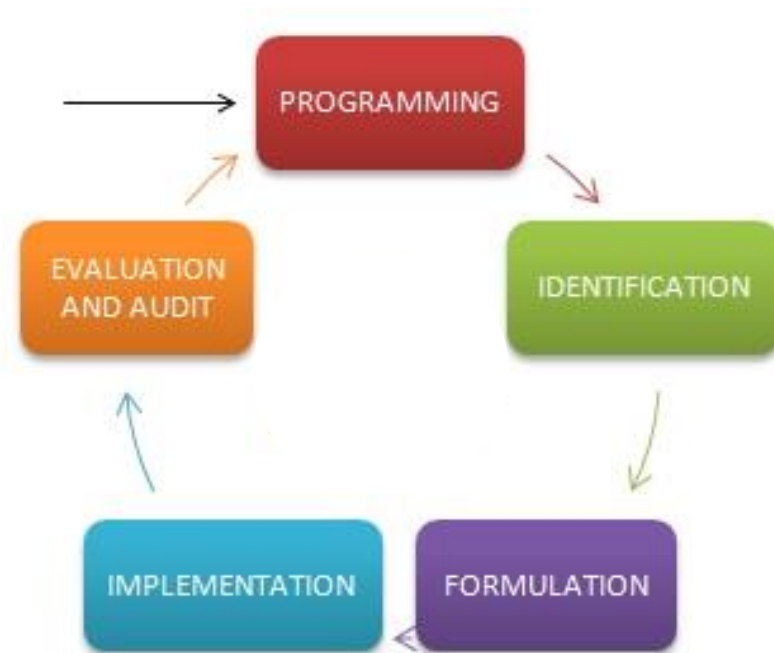 PROGRAMMING
IDENTIFICATION
FORMULATION
IMPLEMENTATION
EVALUATION
AND AUDIT